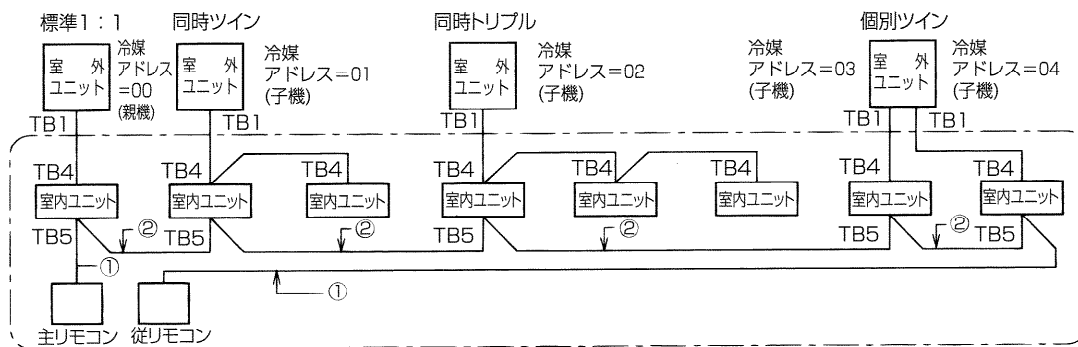 標準1：1
同時ツイン
同時トリプル
個別ツイン
室　外
ユニット
冷媒
アドレス
=00
(親機)
室　外
ユニット
冷媒
アドレス=01
(子機)
室　外
ユニット
冷媒
アドレス=02
(子機)
冷媒
アドレス=03
(子機)
室　外
ユニット
冷媒
アドレス=04
(子機)
TB1
TB1
TB1
TB1
TB1
TB4
TB4
TB4
TB4
TB4
TB4
TB4
TB4
室内ユニット
室内ユニット
室内ユニット
室内ユニット
室内ユニット
室内ユニット
室内ユニット
室内ユニット
TB5
②
TB5
②
TB5
②
TB5
②
TB5
①
①
主リモコン
従リモコン